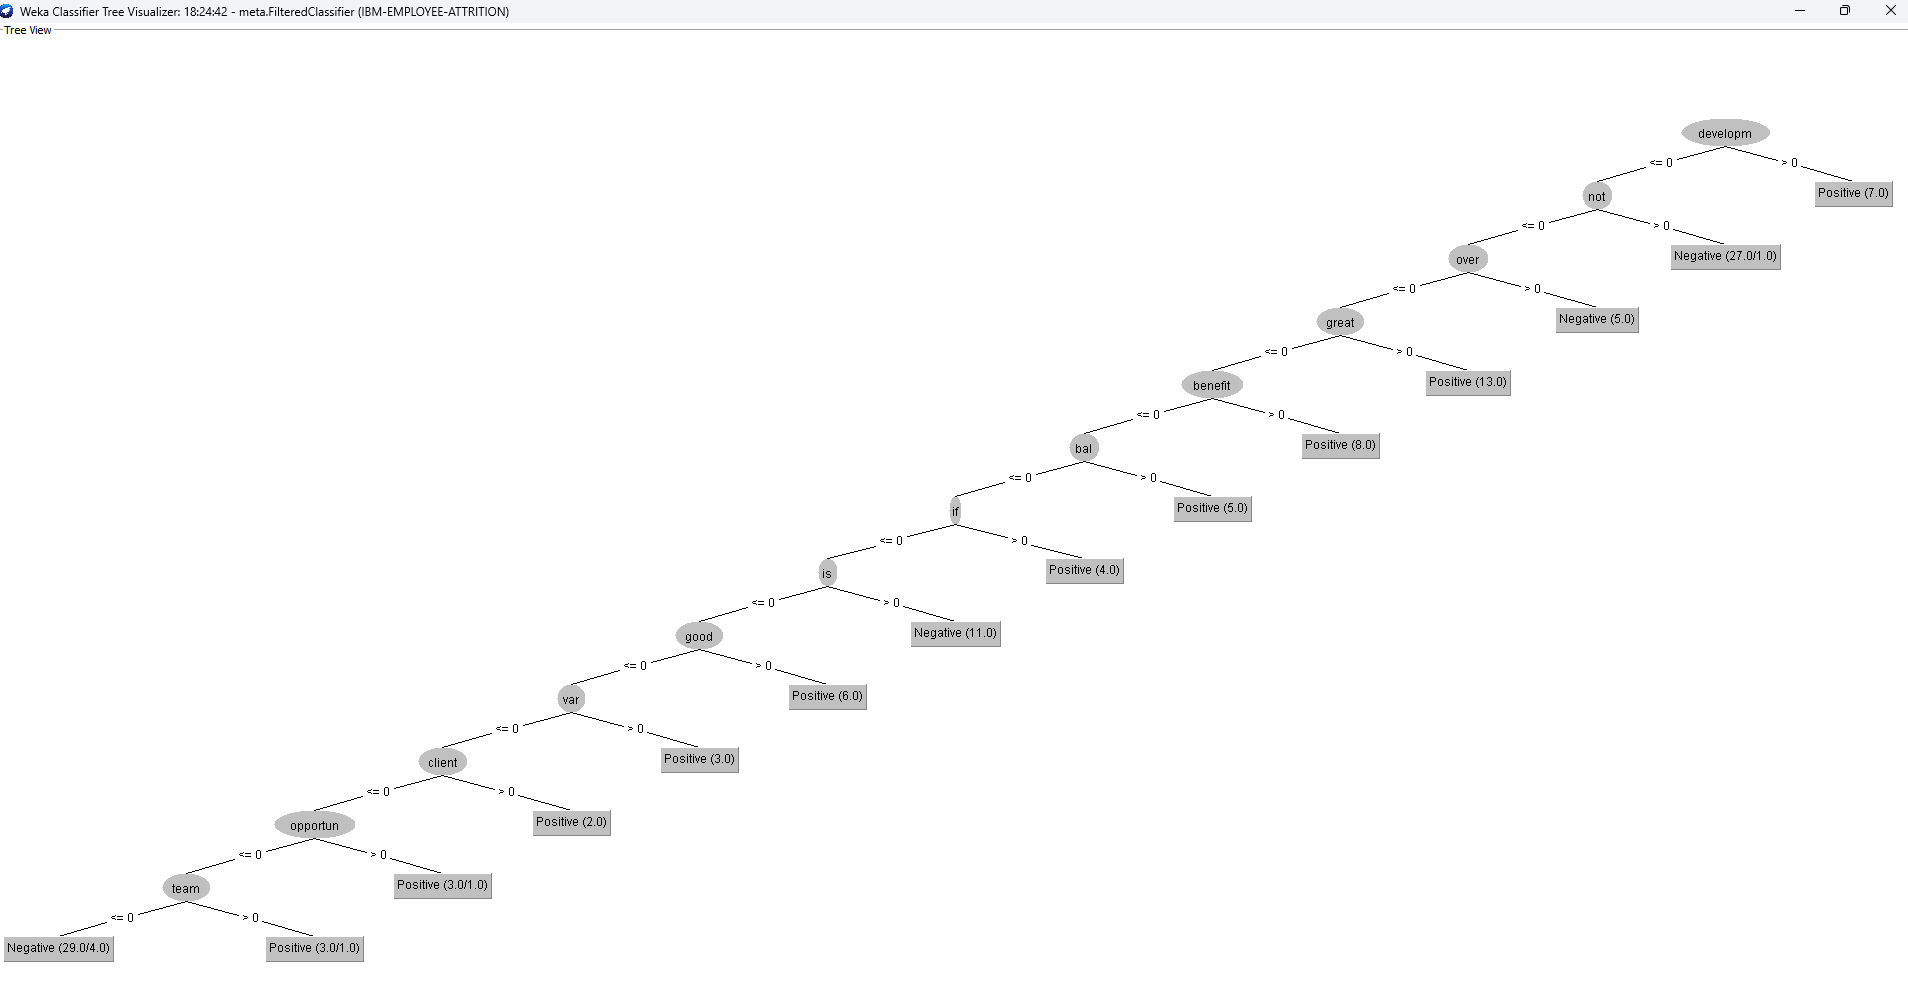 Weka Classifier Tree Visualizer: 18:24:42 - meta.FilteredClassifier (IBM-EMPLOYEE-ATTRITION)
Tree View
developm
<= 0 > 0
not Positive (7.0)
<= 0 > 0
over Negative (27.0/1.0)
<= 0 > 0
great Negative (5.0)
<= 0 > 0
benefit Positive (13.0)
<= 0 > 0
bal Positive (8.0)
<= 0 > 0
if Positive (5.0)
<= 0 > 0
is Positive (4.0)
<= 0 > 0
good Negative (11.0)
<= 0 > 0
var Positive (6.0)
<= 0 > 0
client Positive (3.0)
<= 0 > 0
opportun Positive (2.0)
<= 0 > 0
team Positive (3.0/1.0)
<= 0 > 0
Negative (29.0/4.0) Positive (3.0/1.0)